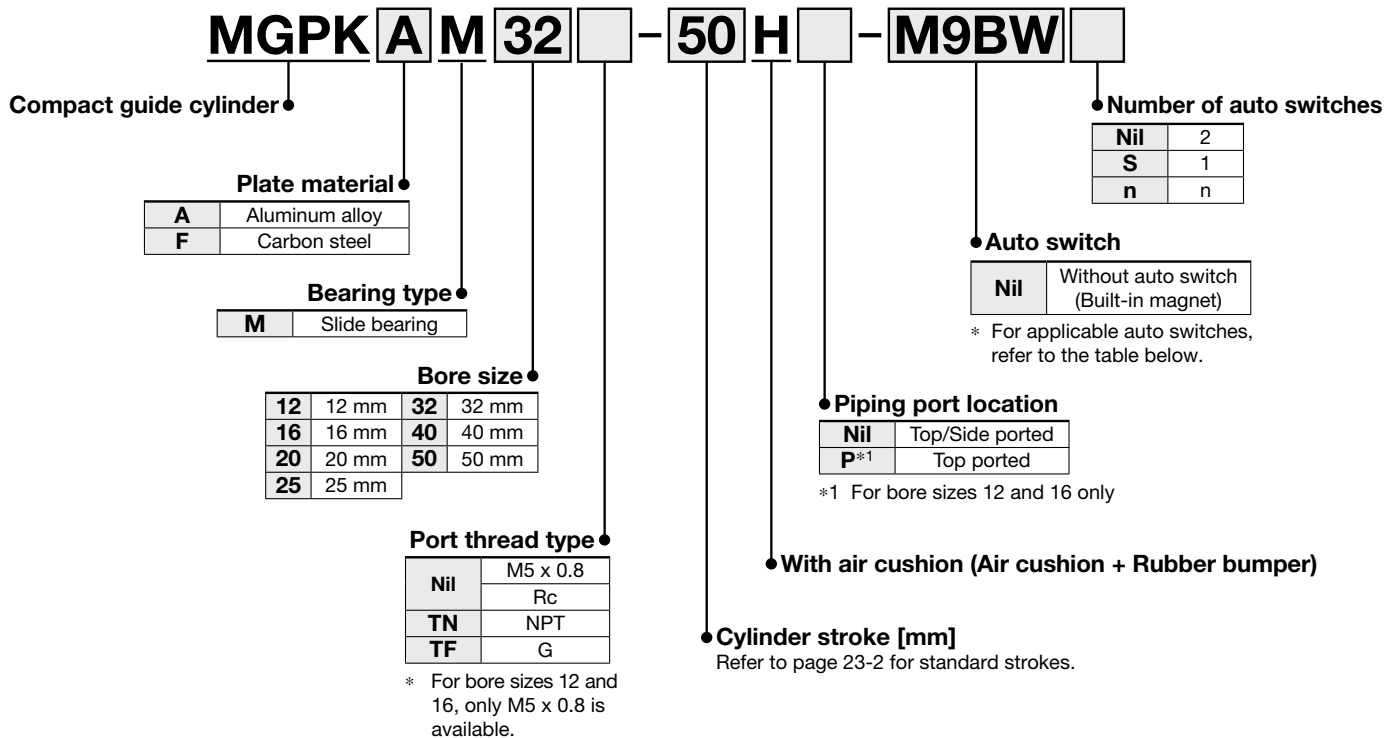 MGPK A M 32 – 50 H – M9BW
Compact guide cylinder
Number of auto switches
Nil 2
S 1
n n
Plate material
A Aluminum alloy
F Carbon steel
Auto switch
Nil Without auto switch
(Built-in magnet)
* For applicable auto switches,
refer to the table below.
Bearing type
M Slide bearing
Bore size
12 12 mm 32 32 mm
16 16 mm 40 40 mm
20 20 mm 50 50 mm
25 25 mm
Piping port location
Nil Top/Side ported
P*1 Top ported
*1 For bore sizes 12 and 16 only
Port thread type
Nil M5 x 0.8
Rc
TN NPT
TF G
* For bore sizes 12 and
16, only M5 x 0.8 is
available.
With air cushion (Air cushion + Rubber bumper)
Cylinder stroke [mm]
Refer to page 23-2 for standard strokes.